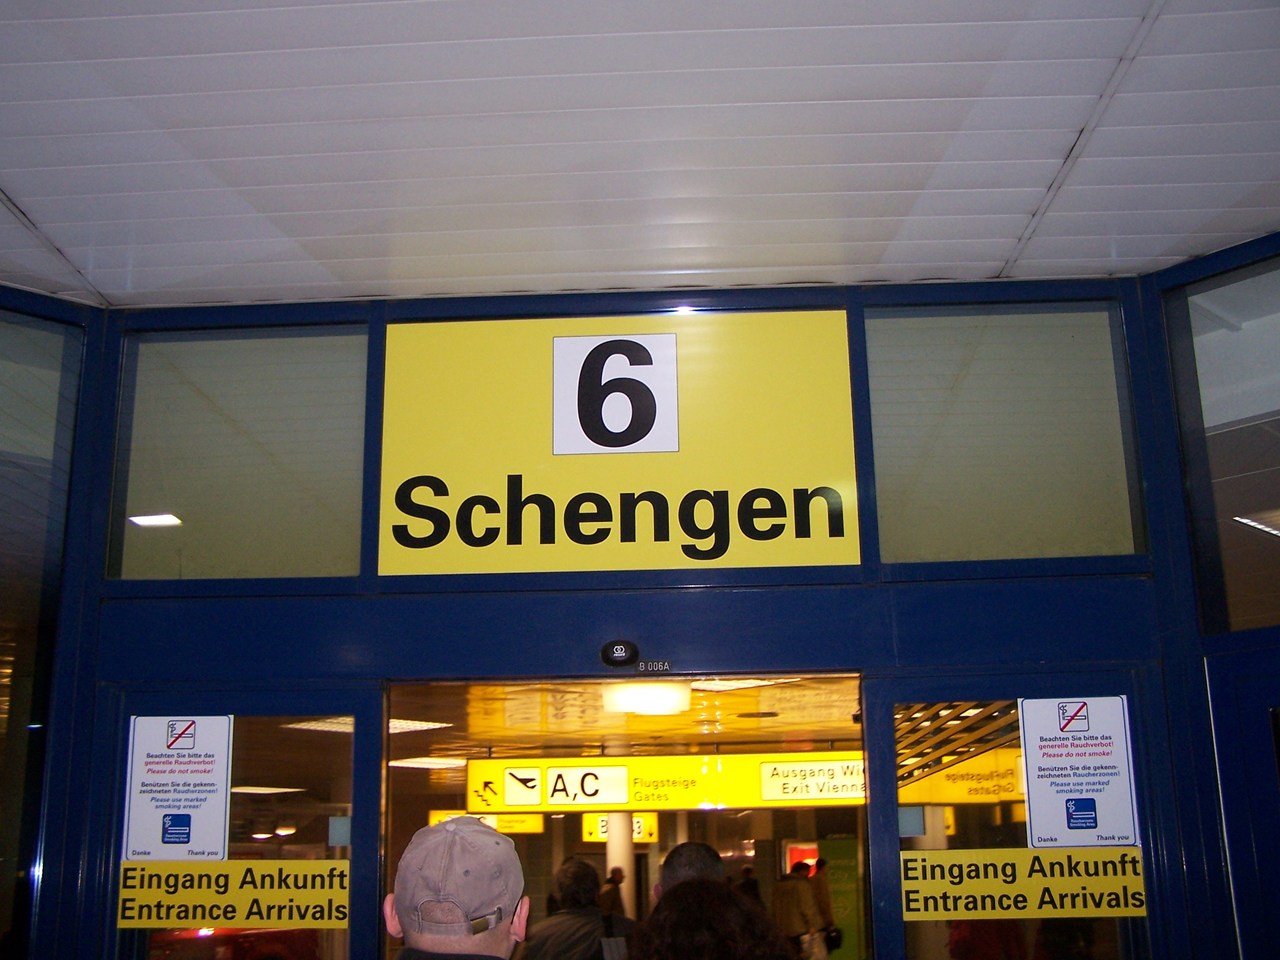 6
Schengen
B 006A
Beachten Sie bitte das
generelle Rauchverbot!
Please do not smoke!
Benützen Sie die gekenn-
zeichneten Raucherzonen!
Please use marked
smoking areas!
Danke Thank you
Eingang Ankunft
Entrance Arrivals
A,C
Flugsteige
Gates
Ausgang Wi
Exit Vienna
B
Beachten Sie bitte das
generelle Rauchverbot!
Please do not smoke!
Benützen Sie die gekenn-
zeichneten Raucherzonen!
Please use marked
smoking areas!
Danke Thank you
Eingang Ankunft
Entrance Arrivals